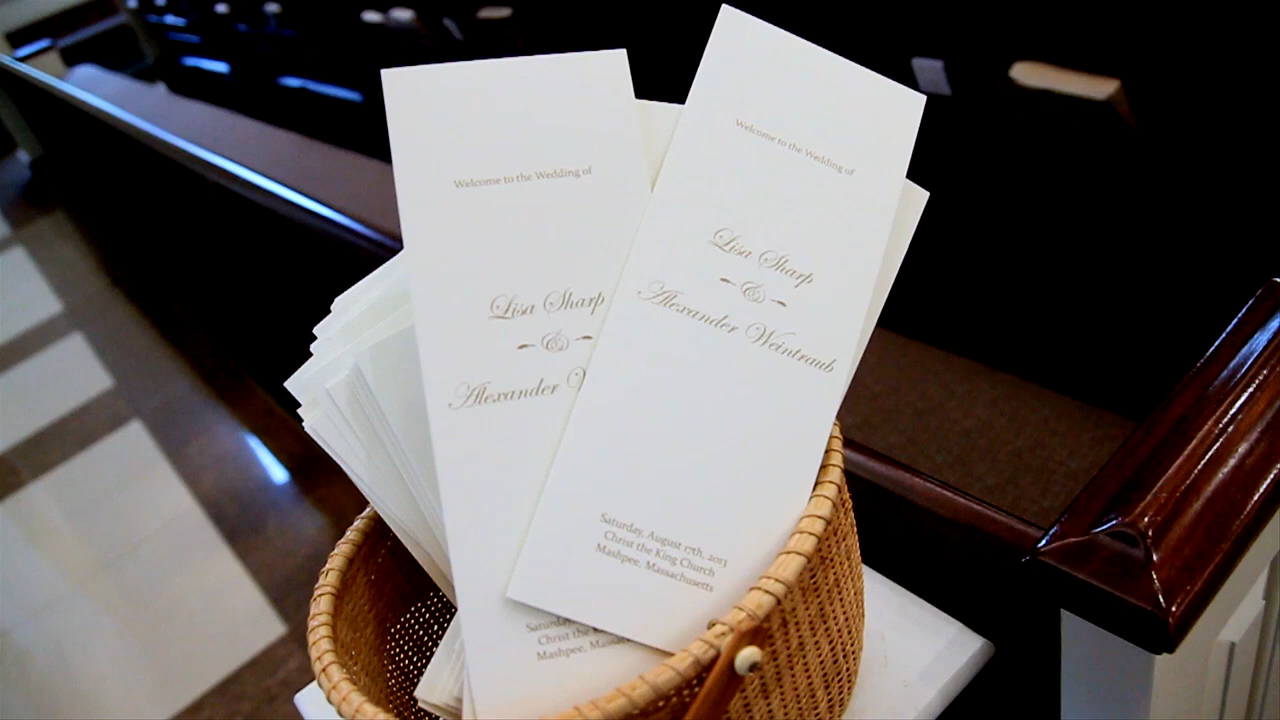 Welcome to the Wedding of
Lisa Sharp
&
Alexander
Saturday,
Christ the
Mashpee,
Welcome to the Wedding of
Lisa Sharp
&
Alexander Weintraub
Saturday, August 17th, 2013
Christ the King Church
Mashpee, Massachusetts